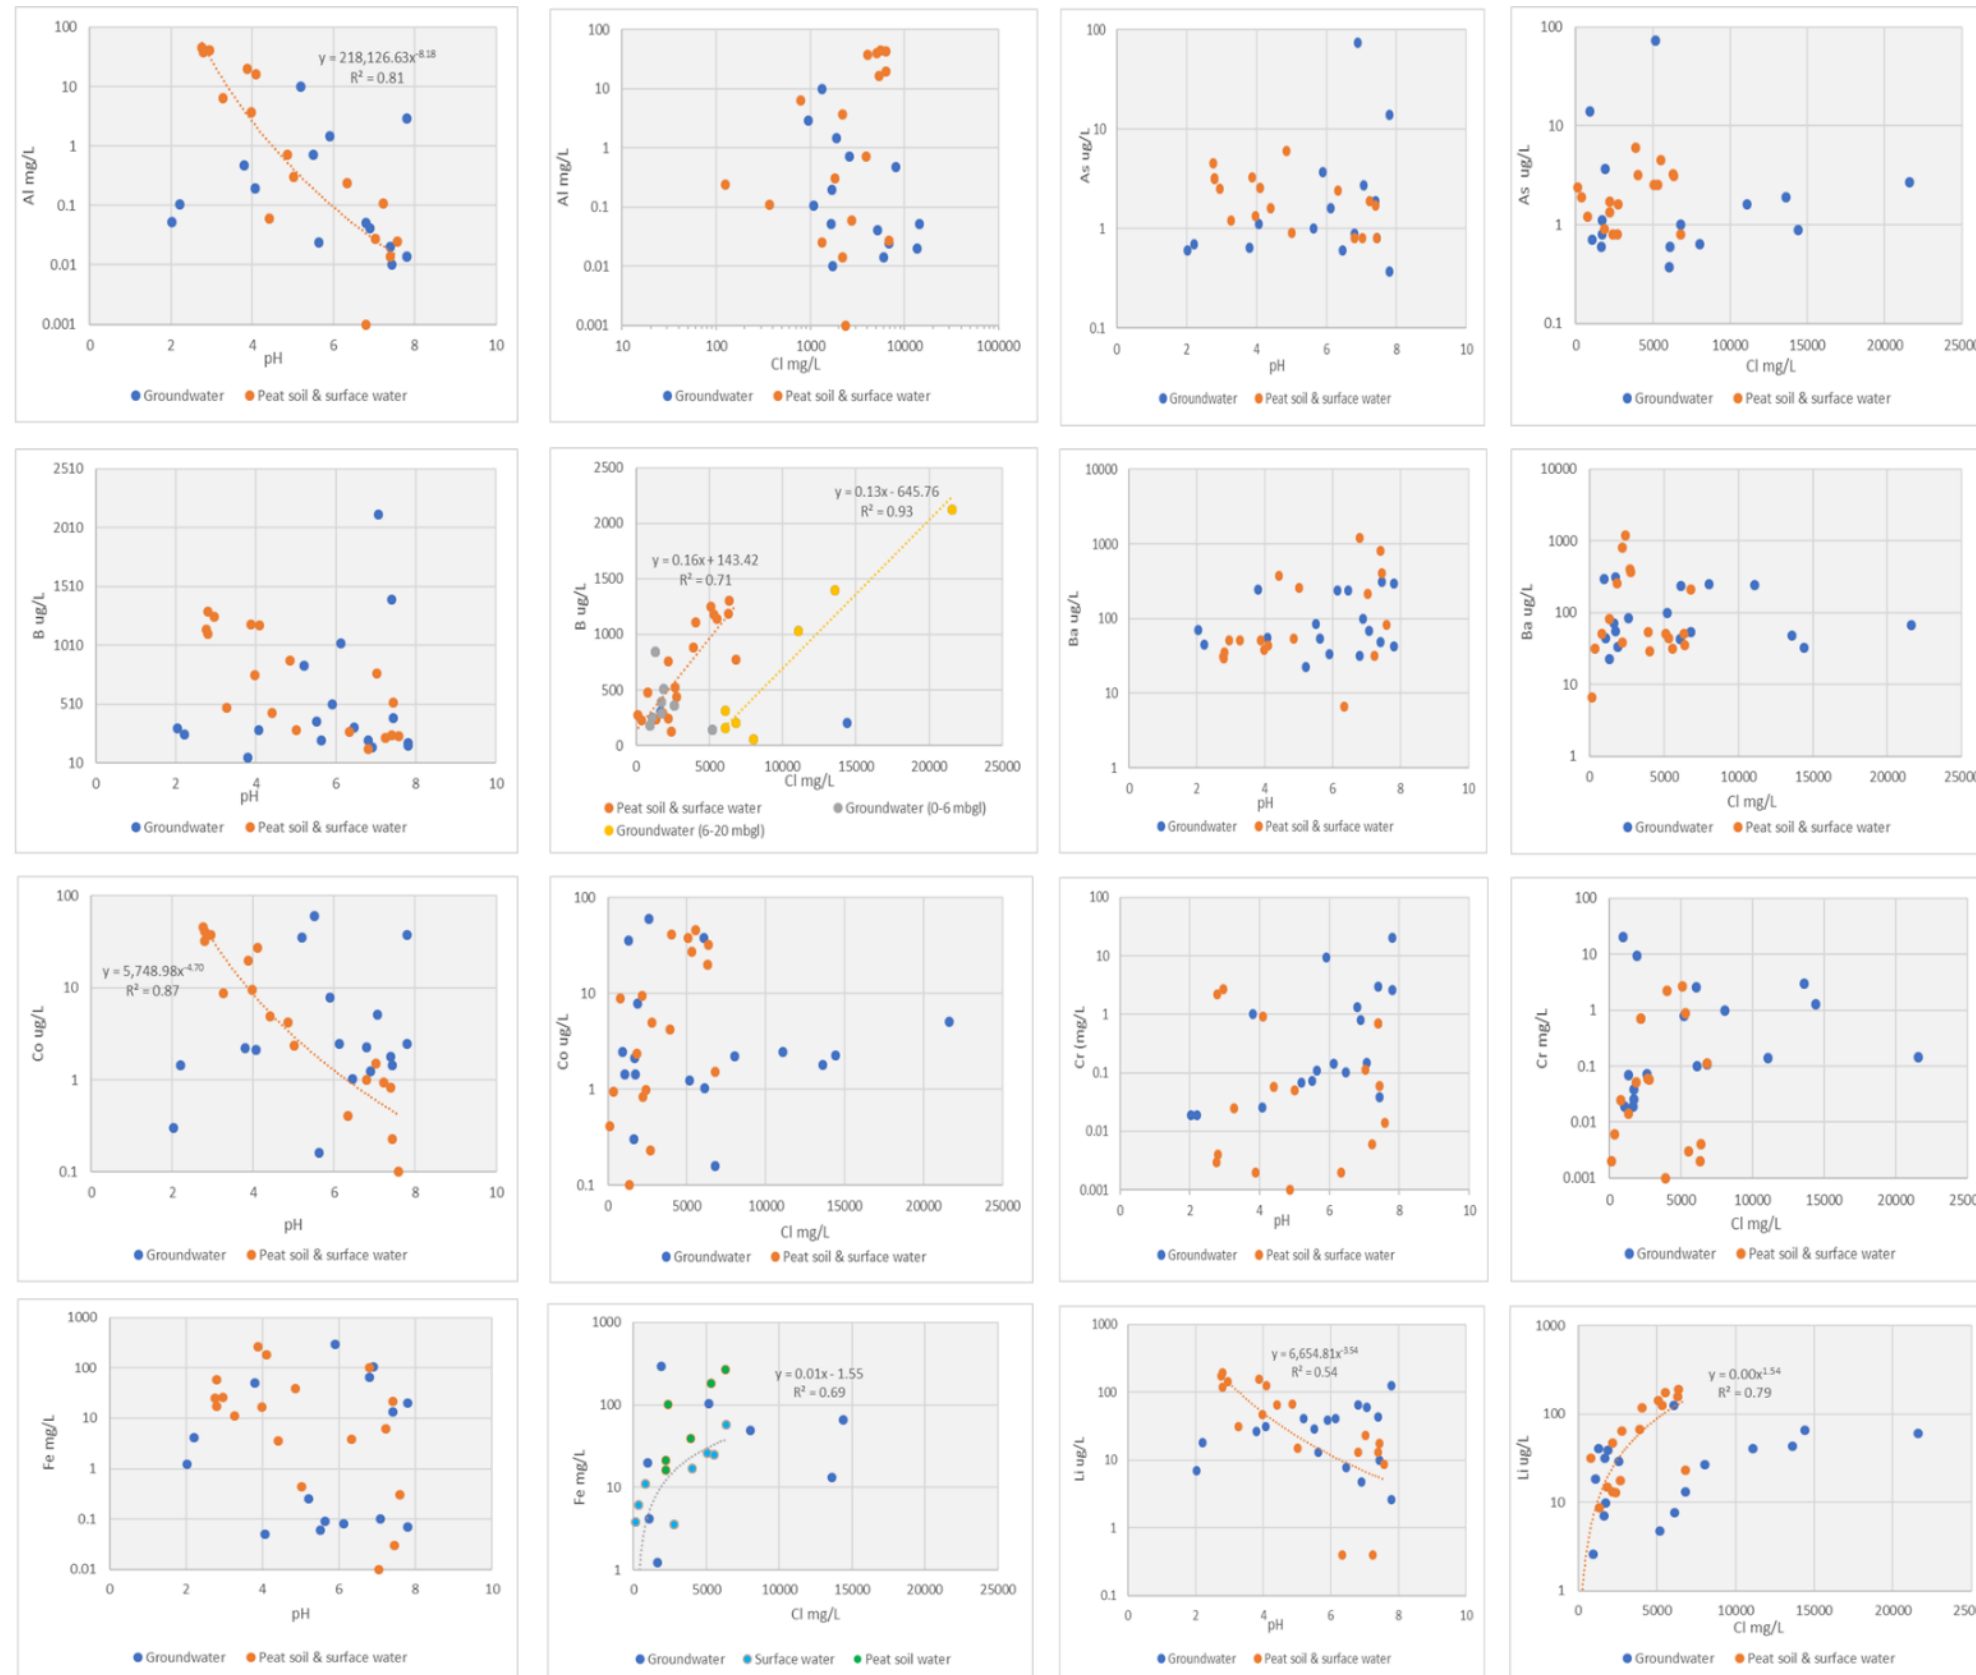 100
10
1
0.1
0.01
0.001
0 2 4 6 8 10
Al mg/L
pH
y = 218,126.63x^-8.18
R² = 0.81
Groundwater Peat soil & surface water
100
10
1
0.1
0.01
0.001
10 100 1000 10000 100000
Al mg/L
Cl mg/L
Groundwater Peat soil & surface water
100
10
1
0.1
0 2 4 6 8 10
As ug/L
pH
Groundwater Peat soil & surface water
100
10
1
0.1
0 5000 10000 15000 20000 25000
As ug/L
Cl mg/L
Groundwater Peat soil & surface water
2510
2010
1510
1010
510
10
0 2 4 6 8 10
B ug/L
pH
Groundwater Peat soil & surface water
2500
2000
1500
1000
500
0
0 5000 10000 15000 20000 25000
B ug/L
Cl mg/L
y = 0.13x - 645.76
R² = 0.93
y = 0.16x + 143.42
R² = 0.71
Peat soil & surface water Groundwater (0-6 mbgl)
Groundwater (6-20 mbgl)
10000
1000
100
10
1
0 2 4 6 8 10
Ba ug/L
pH
Groundwater Peat soil & surface water
10000
1000
100
10
1
0 5000 10000 15000 20000 25000
Ba ug/L
Cl mg/L
Groundwater Peat soil & surface water
100
10
1
0.1
0 2 4 6 8 10
Co ug/L
pH
y = 5,748.98x^-4.70
R² = 0.87
Groundwater Peat soil & surface water
100
10
1
0.1
0 5000 10000 15000 20000 25000
Co ug/L
Cl mg/L
Groundwater Peat soil & surface water
100
10
1
0.1
0.01
0.001
0 2 4 6 8 10
Cr (mg/L
pH
Groundwater Peat soil & surface water
100
10
1
0.1
0.01
0.001
0 5000 10000 15000 20000
Cr mg/L
Cl mg/L
Groundwater Peat soil & surface water
1000
100
10
1
0.1
0.01
0 2 4 6 8 10
Fe mg/L
pH
Groundwater Peat soil & surface water
1000
100
10
1
0 5000 10000 15000 20000 25000
Fe mg/L
Cl mg/L
y = 0.01x - 1.55
R² = 0.69
Groundwater Surface water Peat soil water
1000
100
10
1
0.1
0 2 4 6 8 10
Li ug/L
pH
y = 6,654.81x^-3.54
R² = 0.54
Groundwater Peat soil & surface water
1000
100
10
1
0 5000 10000 15000 20000
Li ug/L
Cl mg/L
y = 0.00x^1.54
R² = 0.79
Groundwater Peat soil & surface water